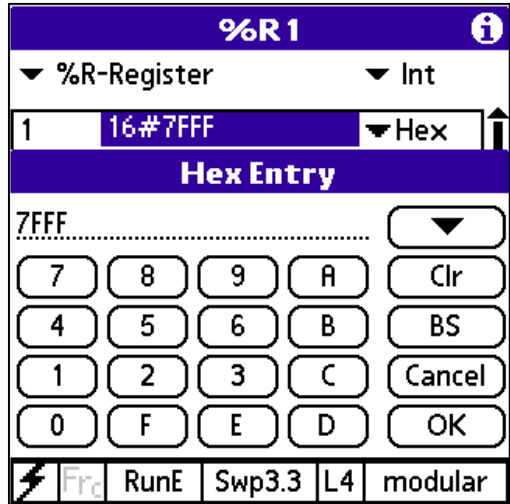 %R1 i
%R-Register Int
1 16#7FFF Hex
Hex Entry
7FFF
7 8 9 A Clr
4 5 6 B BS
1 2 3 C Cancel
0 F E D OK
Frc RunE Swp3.3 L4 modular